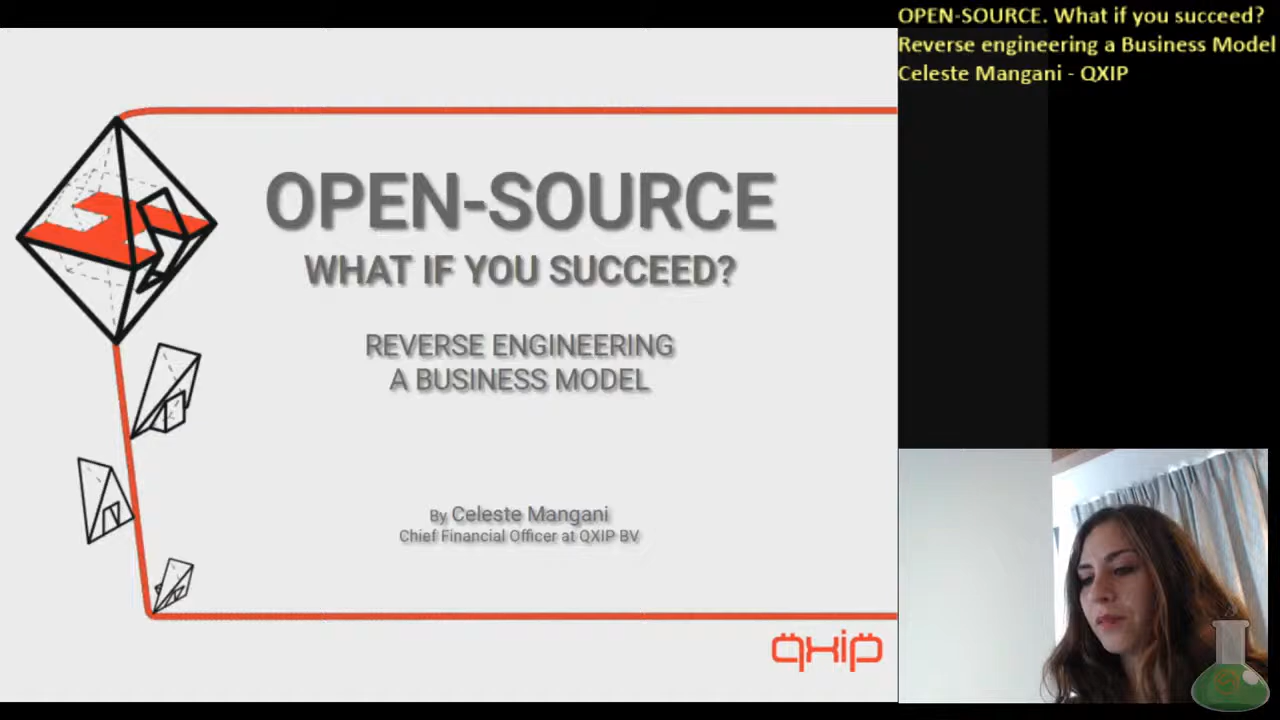 OPEN-SOURCE. What if you succeed?
Reverse engineering a Business Model
Celeste Mangani - QXIP
OPEN-SOURCE
WHAT IF YOU SUCCEED?
REVERSE ENGINEERING
A BUSINESS MODEL
By Celeste Mangani
Chief Financial Officer at QXIP BV
qxip